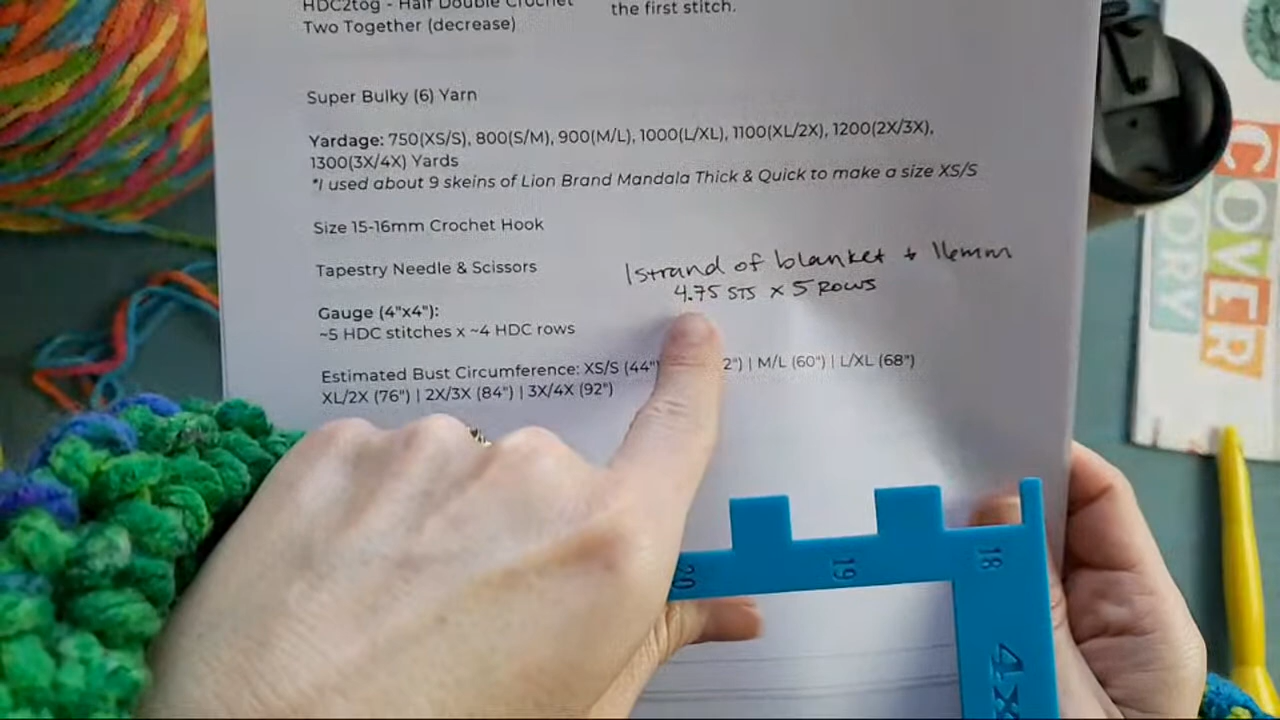 HDC2tog - Half Double Crochet
Two Together (decrease)
the first stitch.
Super Bulky (6) Yarn
Yardage: 750(XS/S), 800(S/M), 900(M/L), 1000(L/XL), 1100(XL/2X), 1200(2X/3X),
1300(3X/4X) Yards
*I used about 9 skeins of Lion Brand Mandala Thick & Quick to make a size XS/S
Size 15-16mm Crochet Hook
Tapestry Needle & Scissors
1 strand of blanket + 16mm
4.75 STS x 5 ROWS
Gauge (4"x4"):
~5 HDC stitches x ~4 HDC rows
Estimated Bust Circumference: XS/S (44") 2") | M/L (60") | L/XL (68")
XL/2X (76") | 2X/3X (84") | 3X/4X (92")
20 19 18
4x
COVER
ORY